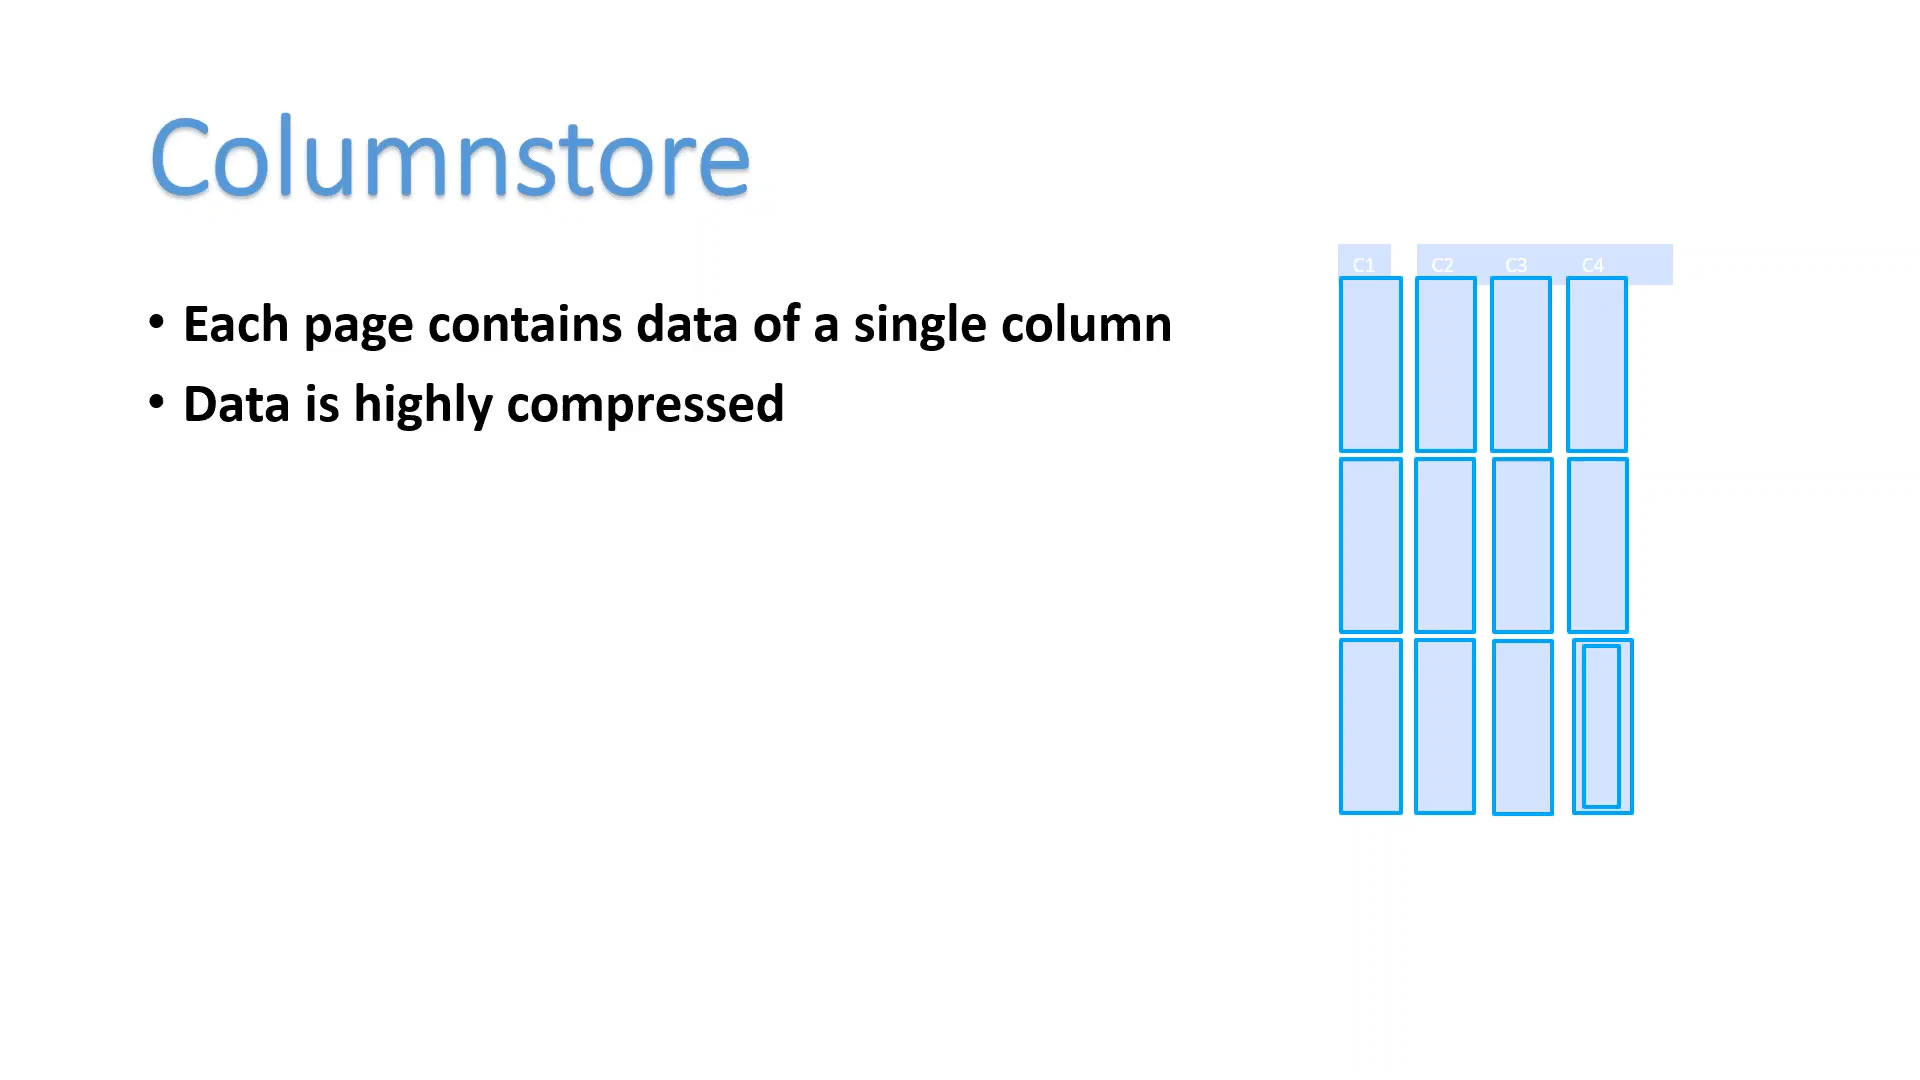 Columnstore
C1 C2 C3 C4
• Each page contains data of a single column
• Data is highly compressed